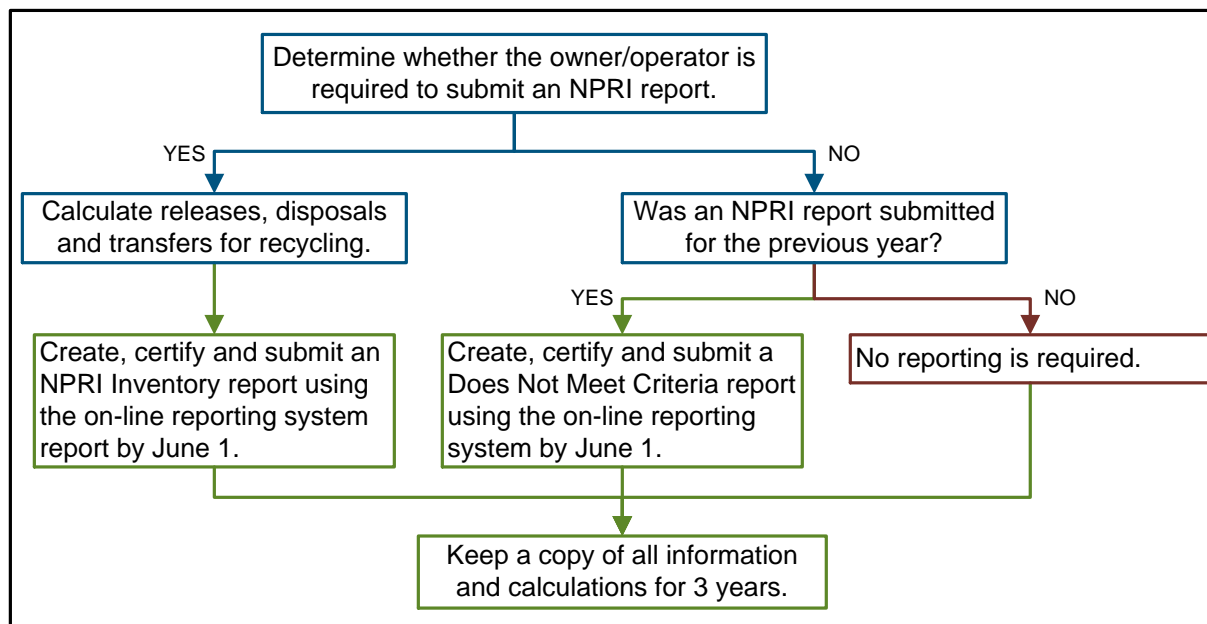 Determine whether the owner/operator is
required to submit an NPRI report.
YES
NO
Calculate releases, disposals
and transfers for recycling.
Was an NPRI report submitted
for the previous year?
YES
NO
Create, certify and submit an
NPRI Inventory report using
the on-line reporting system
report by June 1.
Create, certify and submit a
Does Not Meet Criteria report
using the on-line reporting
system by June 1.
No reporting is required.
Keep a copy of all information
and calculations for 3 years.